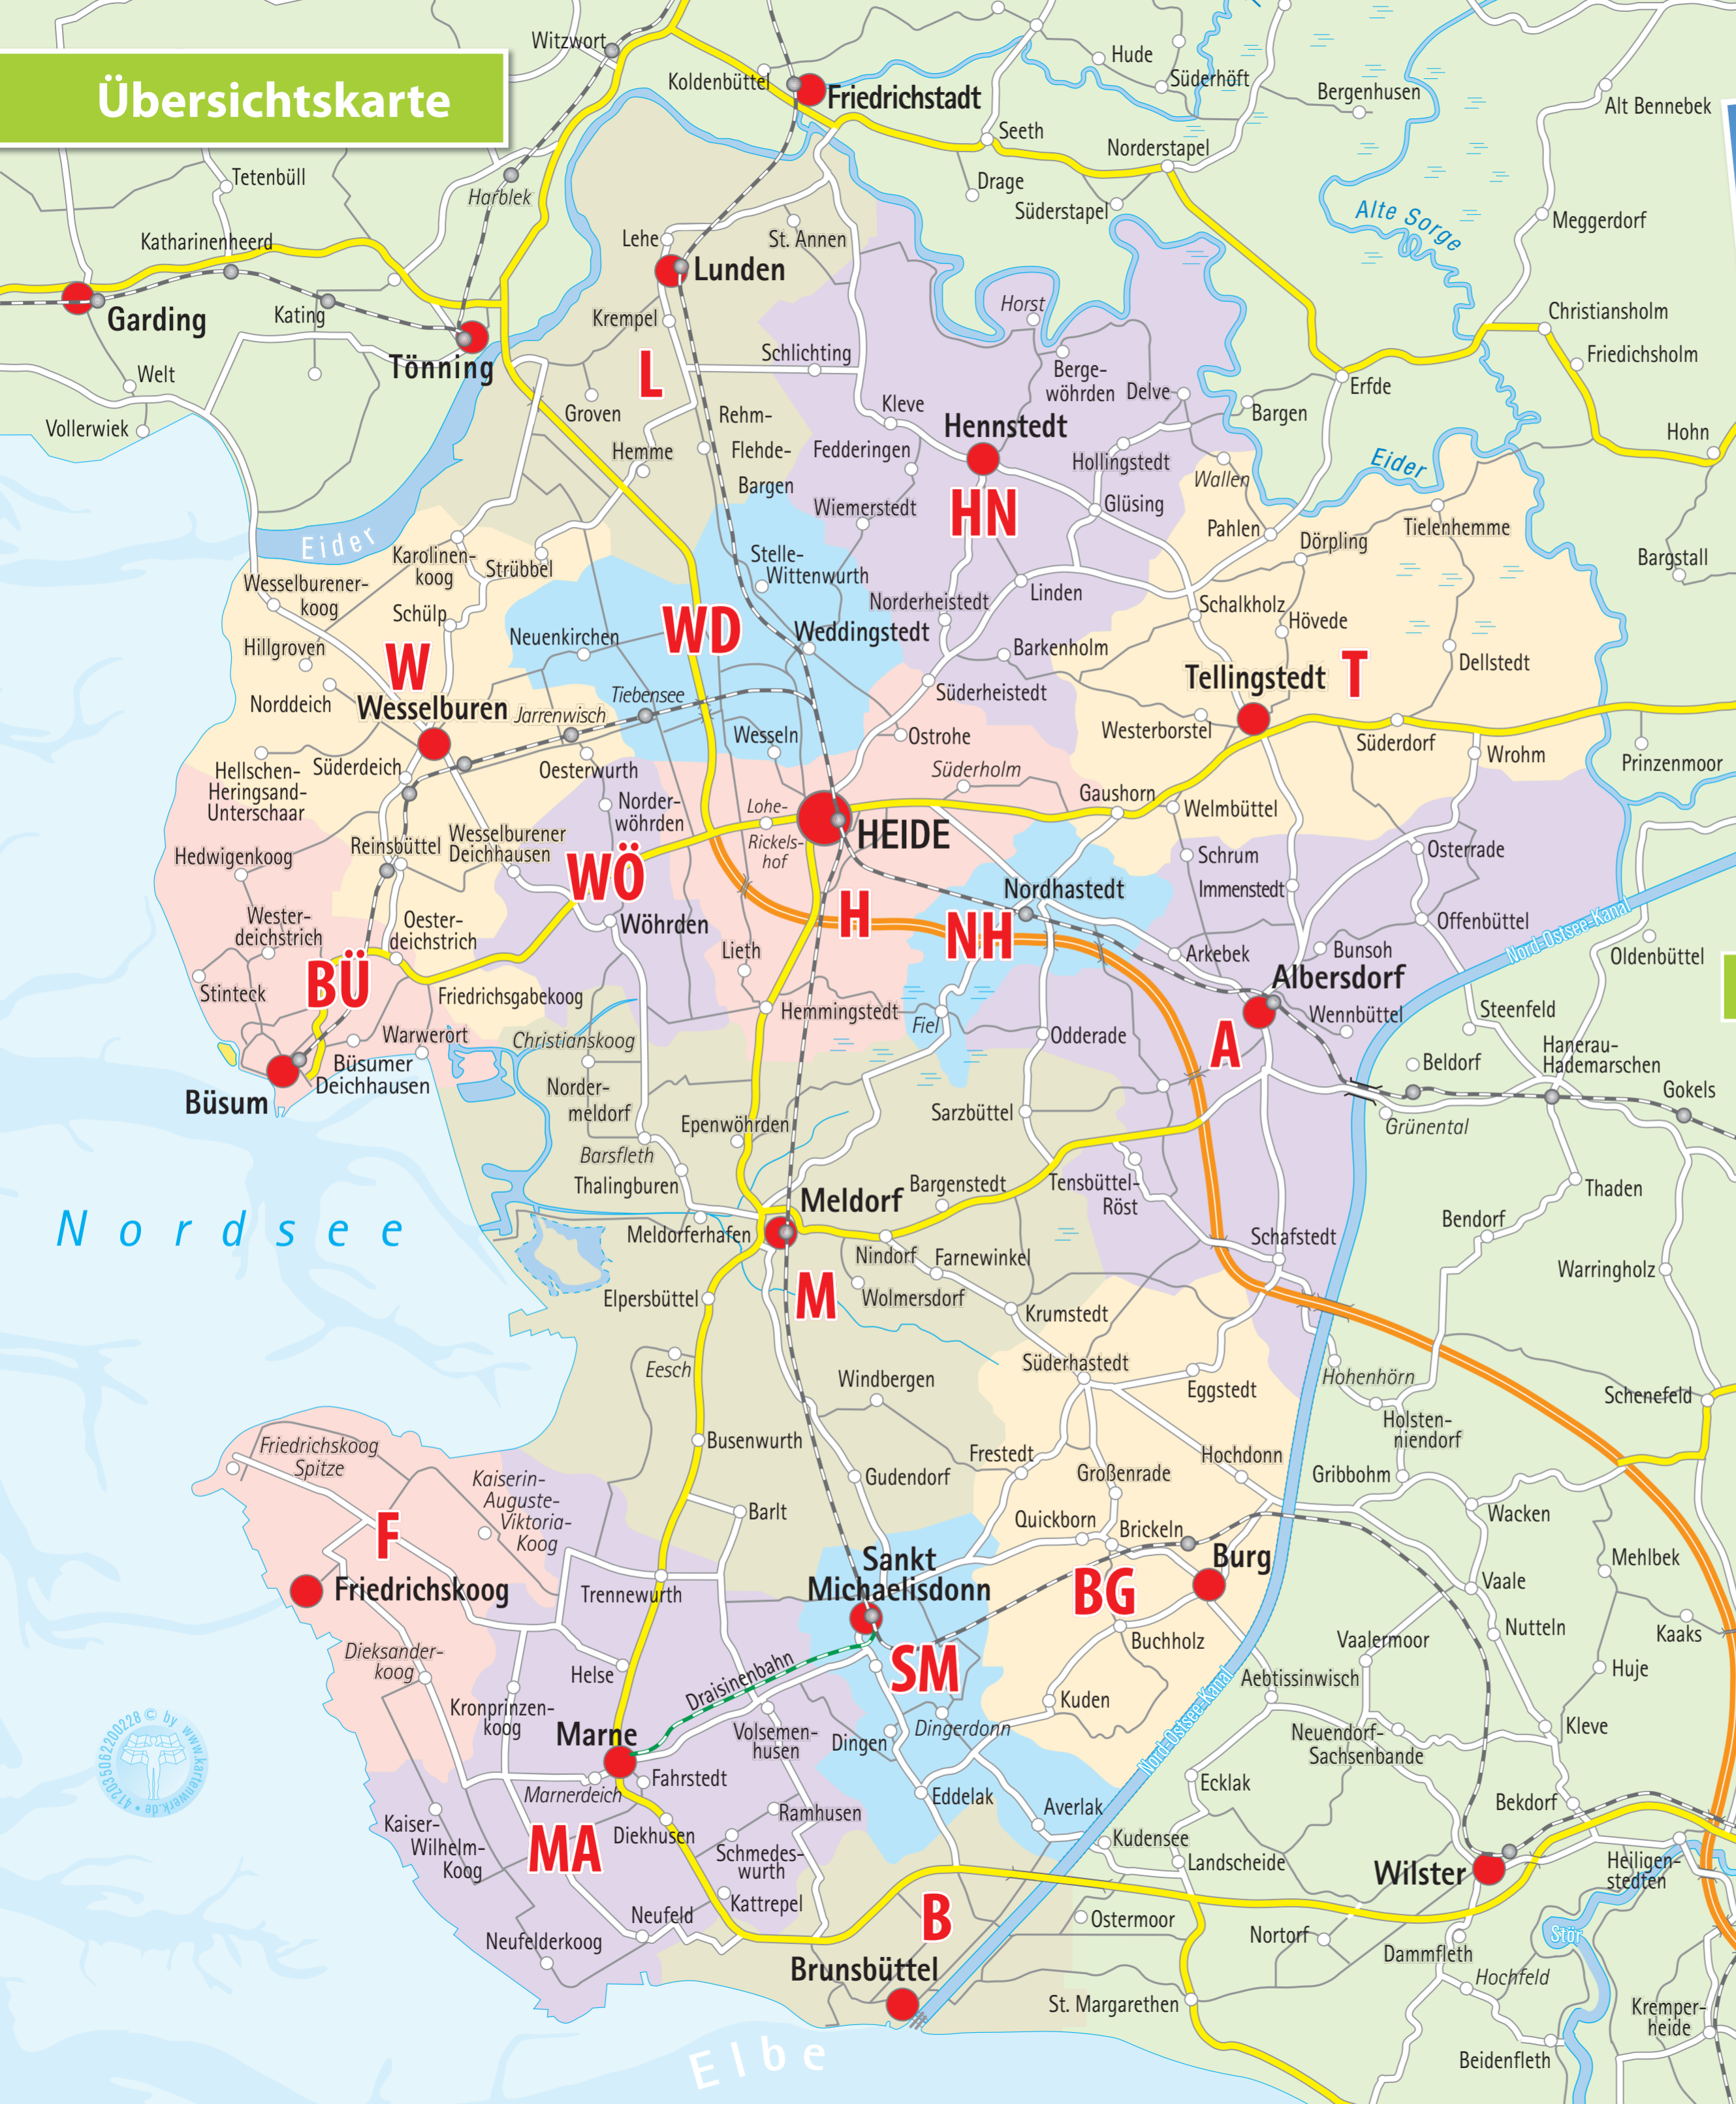 Übersichtskarte
Witzwort
Koldenbüttel
Friedrichstadt
Hude
Süderhöft
Bergenhusen
Alt Bennebek
Seeth
Norderstapel
Drage
Süderstapel
Tetenbüll
Harblek
Alte Sorge
Meggerdorf
Katharinenheerd
Lehe
St. Annen
Lunden
Garding
Kating
Tönning
Krempel
Horst
Christiansholm
Friedichsholm
Welt
Schlichting
Berge-
wöhrden
Delve
Erfde
Vollerwiek
L
Groven
Rehm-
Flehde-
Bargen
Kleve
Hennstedt
Bargen
Hohn
Hemme
Fedderingen
Hollingstedt
Wallen
Eider
Wiemerstedt
HN
Glüsing
Pahlen
Tielenhemme
Dörpling
Bargstall
Eider
Karolinen-
koog
Strübbel
Stelle-
Wittenwurth
Wesselburener-
koog
Schülp
Norderheistedt
Linden
Schalkholz
Hövede
Hillgroven
W
Neuenkirchen
WD
Weddingstedt
Barkenholm
Dellstedt
Norddeich
Wesselburen
Jarrenwisch
Tiebensee
Süderheistedt
Tellingstedt
T
Wesseln
Ostrohe
Westerborstel
Süderdorf
Wrohm
Prinzenmoor
Hellschen-
Heringsand-
Unterschaar
Süderdeich
Oesterwurth
Süderholm
Norder-
wöhrden
Lohe-
Rickels-
hof
Gaushorn
Welmbüttel
HEIDE
Hedwigenkoog
Reinsbüttel
Wesselburener
Deichhausen
WÖ
Schrum
Osterrade
Immenstedt
Nordhastedt
Wester-
deichstrich
Oester-
deichstrich
Wöhrden
H
NH
Offenbüttel
Nord-Ostsee-Kanal
BÜ
Lieth
Arkebek
Bunsoh
Oldenbüttel
Stinteck
Friedrichsgabekoog
Albersdorf
Hemmingstedt
Fiel
Wennbüttel
Steenfeld
Warwerort
Christianskoog
Odderade
A
Büsumer
Deichhausen
Beldorf
Hanerau-
Hademarschen
Büsum
Norder-
meldorf
Sarzbüttel
Gokels
Epenwöhrden
Grünental
Barsfleth
Thalingburen
Bargenstedt
Tensbüttel-
Röst
Thaden
Nordsee
Meldorf
Bendorf
Meldorferhafen
Nindorf
Farnewinkel
Schafstedt
Warringholz
Elpersbüttel
M
Wolmersdorf
Krumstedt
Eesch
Windbergen
Süderhastedt
Eggstedt
Hohenhörn
Schenefeld
Holsten-
niendorf
Friedrichskoog
Spitze
Busenwurth
Frestedt
Hochdonn
Gribbohm
Kaiserin-
Auguste-
Viktoria-
Koog
Gudendorf
Großenrade
Barlt
Quickborn
Brickeln
Wacken
F
Sankt
Michaelisdonn
Burg
Mehlbek
Friedrichskoog
Trennewurth
BG
Vaale
Nutteln
Dieksander-
koog
Buchholz
Vaalermoor
Kaaks
Helse
Draisinenbahn
SM
Aebtissinwisch
Huje
Kronprinzen-
koog
Kuden
Marne
Volsemen-
husen
Dingen
Dingerdonn
Nord-Ostsee-Kanal
Neuendorf-
Sachsenbande
Kleve
Fahrstedt
Marnerdeich
Eddelak
Ecklak
Averlak
Bekdorf
Kaiser-
Wilhelm-
Koog
MA
Diekhusen
Ramhusen
Kudensee
Schmedes-
wurth
Landscheide
Wilster
Heiligen-
stedten
Kattrepel
Neufeld
B
Ostermoor
Nortorf
Stör
Neufelderkoog
Dammfleth
Brunsbüttel
Hochfeld
St. Margarethen
Kremper-
heide
Elbe
Beidenfleth
4120350622200228 © by www.kartenwerk.de •